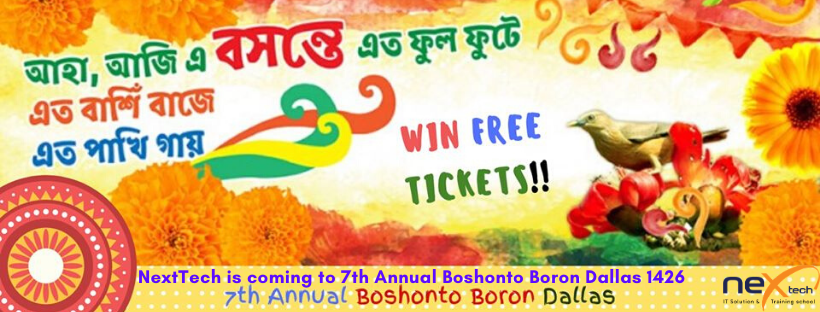 আহা, আজি এ বসন্তে এত ফুল ফুটে
এত বাশিঁ বাজে
এত পাখি গায়
WIN FREE
TICKETS!!
NextTech is coming to 7th Annual Boshonto Boron Dallas 1426
7th Annual Boshonto Boron Dallas
nextech
IT Solution & Training school